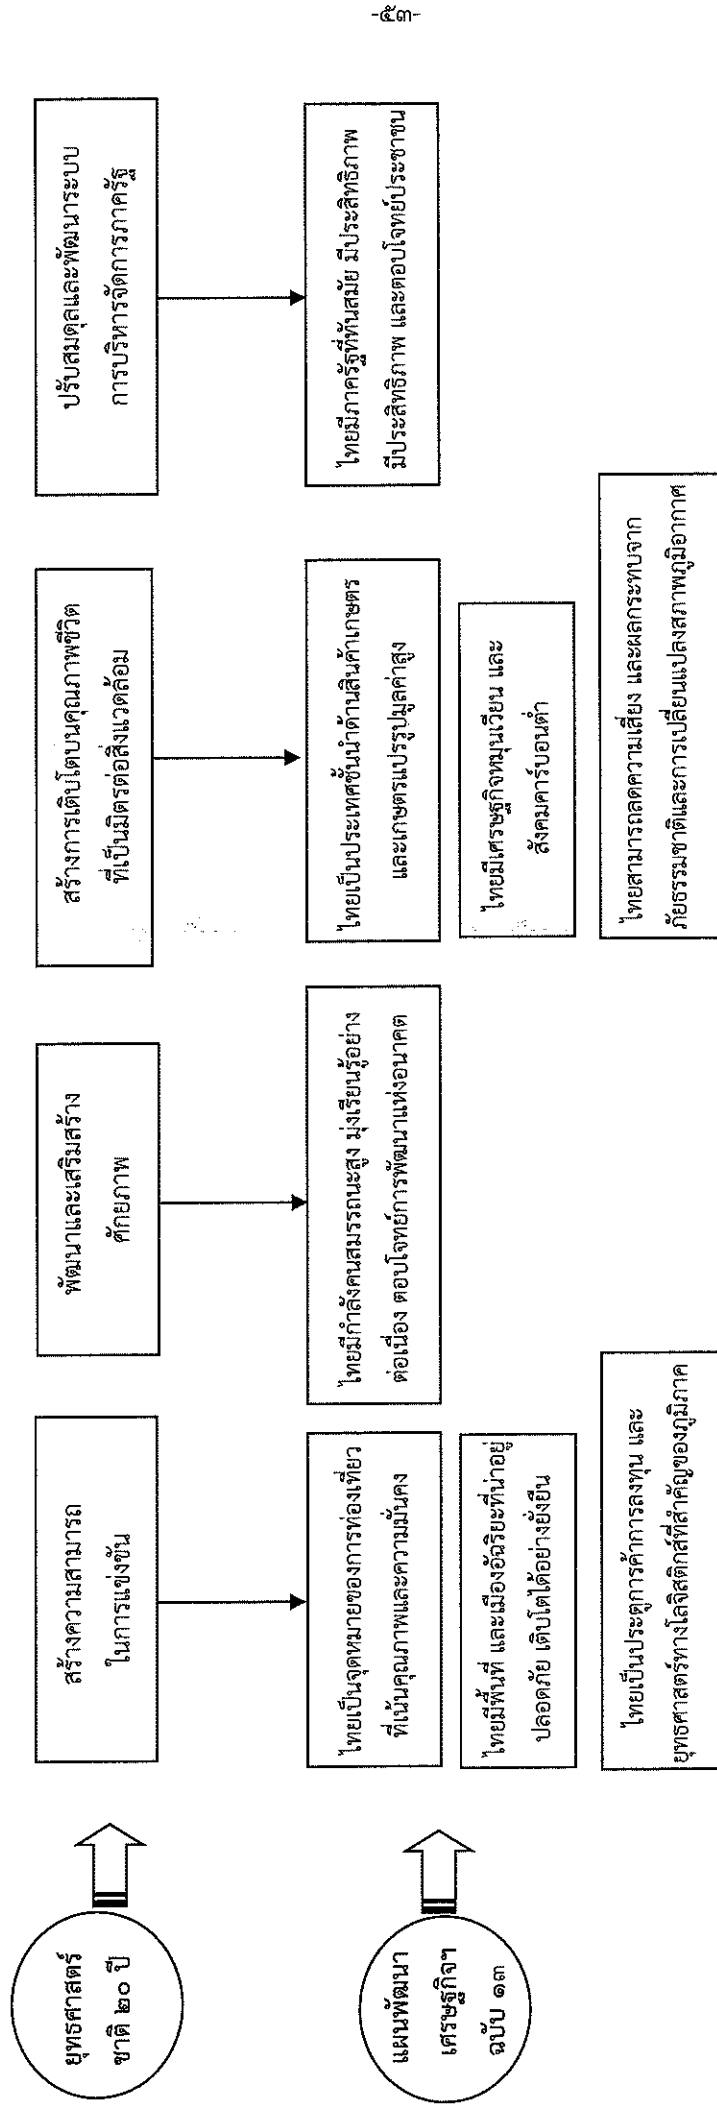 -๕๓-
ยุทธศาสตร์
ชาติ ๒๐ ปี
สร้างความสามารถ
ในการแข่งขัน
พัฒนาและเสริมสร้าง
ศักยภาพ
สร้างการเติบโตบนคุณภาพชีวิต
ที่เป็นมิตรต่อสิ่งแวดล้อม
ปรับสมดุลและพัฒนาระบบ
การบริหารจัดการภาครัฐ
แผนพัฒนา
เศรษฐกิจฯ
ฉบับ ๑๓
ไทยเป็นจุดหมายของการท่องเที่ยว
ที่เน้นคุณภาพและความมั่นคง
ไทยมีกำลังคนสมรรถนะสูง มุ่งเรียนรู้อย่าง
ต่อเนื่อง ตอบโจทย์การพัฒนาแห่งอนาคต
ไทยเป็นประเทศชั้นนำด้านสินค้าเกษตร
และเกษตรแปรรูปมูลค่าสูง
ไทยมีภาครัฐที่ทันสมัย มีประสิทธิภาพ
มีประสิทธิภาพ และตอบโจทย์ประชาชน
ไทยมีพื้นที่ และเมืองอัจฉริยะที่น่าอยู่
ปลอดภัย เติบโตได้อย่างยั่งยืน
ไทยมีเศรษฐกิจหมุนเวียน และ
สังคมคาร์บอนต่ำ
ไทยเป็นประตูการค้าการลงทุน และ
ยุทธศาสตร์ทางโลจิสติกส์ที่สำคัญของภูมิภาค
ไทยสามารถลดความเสี่ยง และผลกระทบจาก
ภัยธรรมชาติและการเปลี่ยนแปลงสภาพภูมิอากาศ